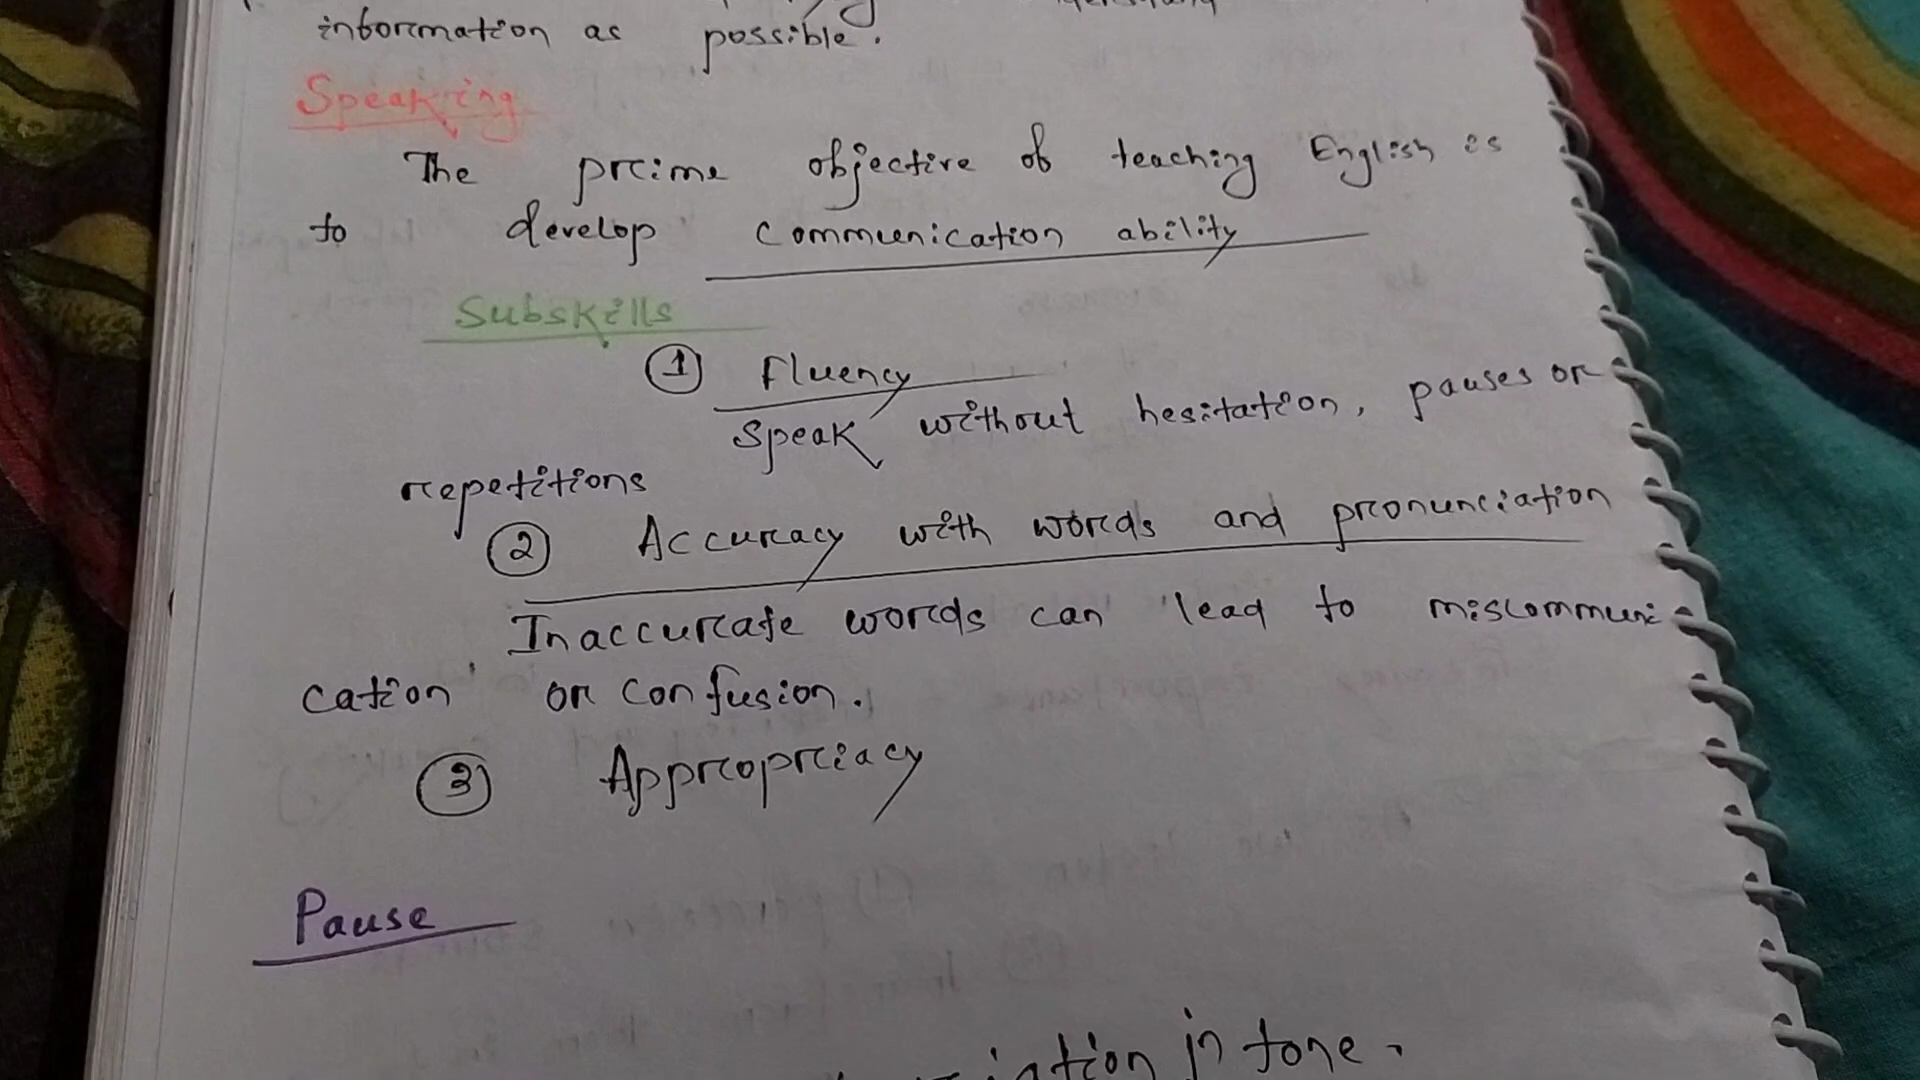 information as possible.
Speaking
The prime objective of teaching English is
to develop communication ability
Subskills
① Fluency
Speak without hesitation, pauses or
repetitions
② Accuracy with words and pronunciation
Inaccurate words can lead to miscommuni
cation or confusion.
③ Appropriacy
Pause
in tone.